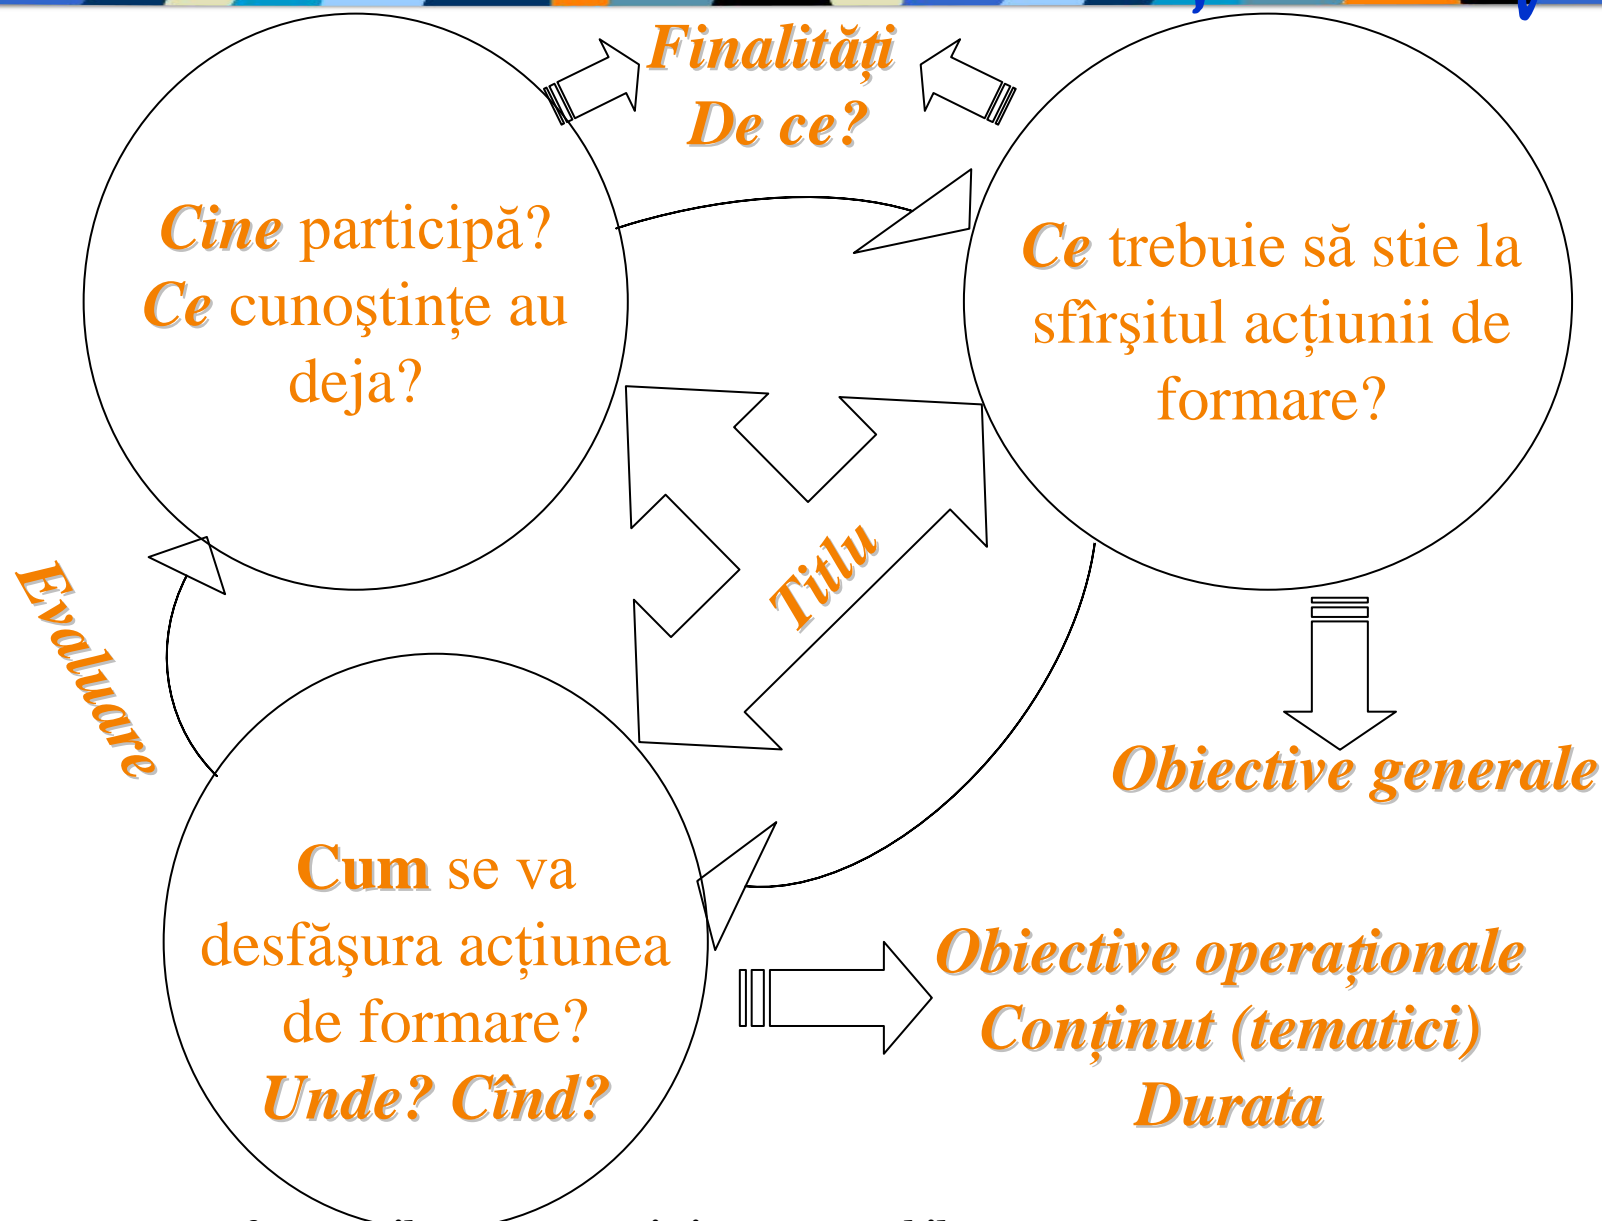 Finalități
De ce?
Cine participă?
Ce cunoştințe au
deja?
Ce trebuie să stie la
sfîrşitul acțiunii de
formare?
Titlu
Evaluare
Obiective generale
Cum se va
desfăşura acțiunea
de formare?
Unde? Cînd?
Obiective operaționale
Conținut (tematici)
Durata